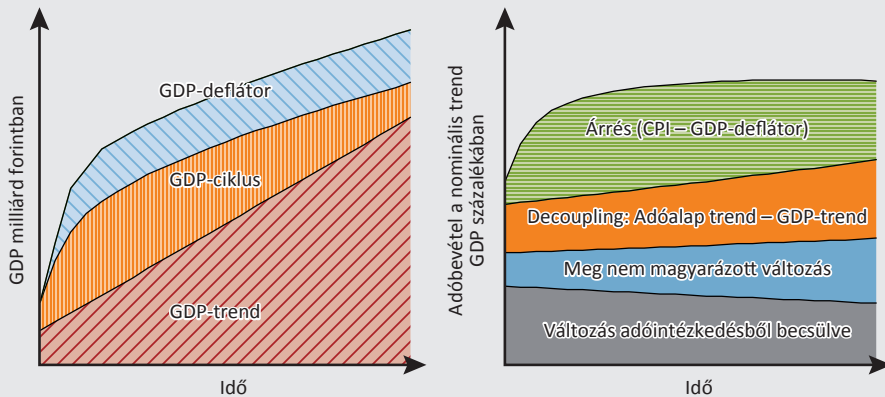 GDP milliárd forintban
GDP-deflátor
GDP-ciklus
GDP-trend
Idő
Adóbevétel a nominális trend
GDP százalékában
Árrés (CPI – GDP-deflátor)
Decoupling: Adóalap trend – GDP-trend
Meg nem magyarázott változás
Változás adóintézkedésből becsülve
Idő